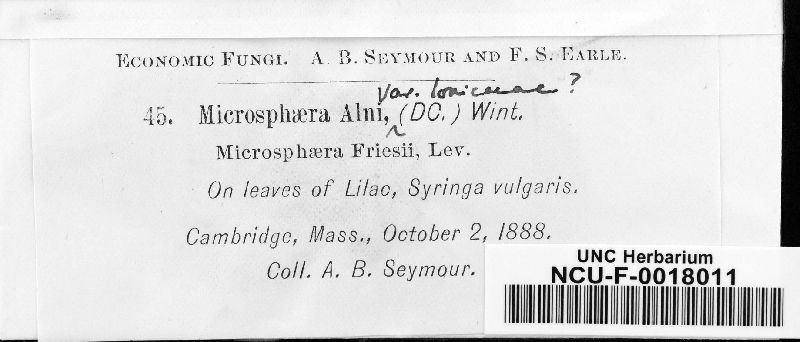 ECONOMIC FUNGI. A. B. SEYMOUR AND F. S. EARLE.
var. lonicerae ?
45. Microsphæra Alni, ^ (DC.) Wint.
Microsphæra Friesii, Lev.
On leaves of Lilac, Syringa vulgaris.
Cambridge, Mass., October 2, 1888.
Coll. A. B. Seymour.
UNC Herbarium
NCU-F-0018011